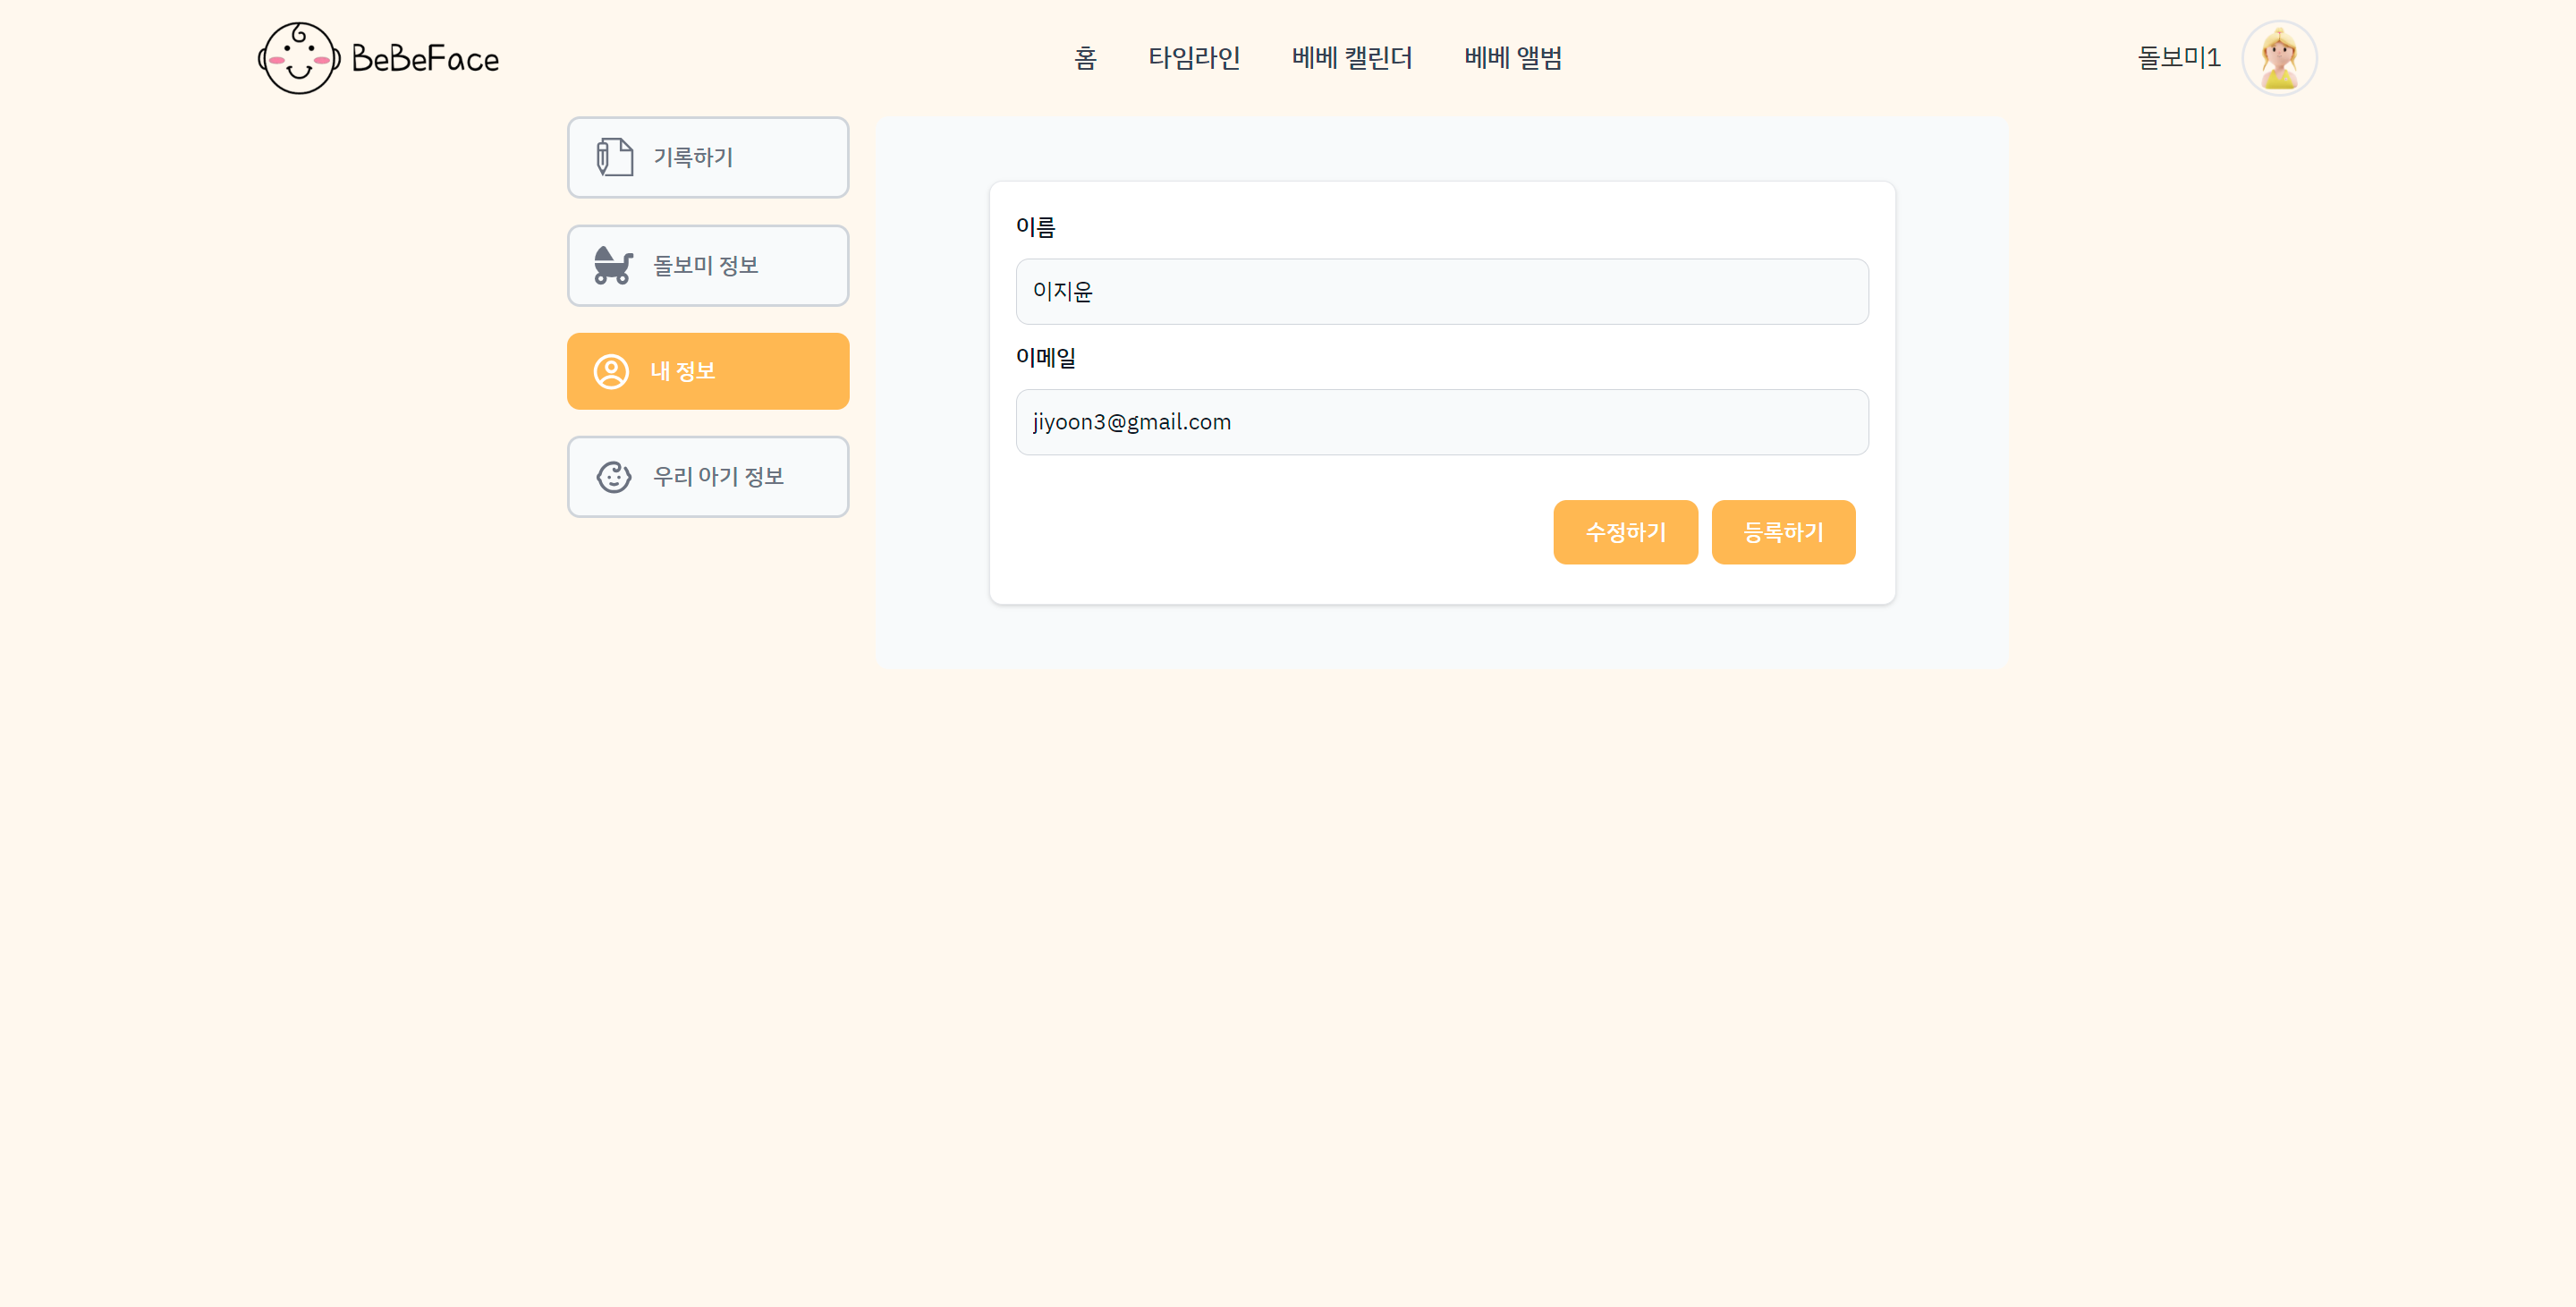 BeBeFace
홈
타임라인
베베 캘린더
베베 앨범
돌보미1
기록하기
돌보미 정보
내 정보
우리 아기 정보
이름
이지윤
이메일
jiyoon3@gmail.com
수정하기
등록하기